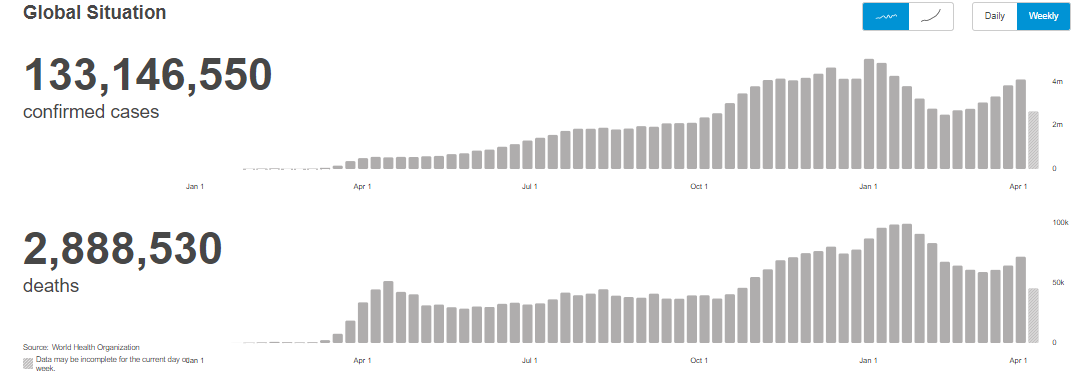 Global Situation
Daily
Weekly
133,146,550
confirmed cases
4m
2m
0
Jan 1
Apr 1
Jul 1
Oct 1
Jan 1
Apr 1
2,888,530
deaths
100k
50k
0
Source: World Health Organization
Data may be incomplete for the current day or
week.
Jan 1
Apr 1
Jul 1
Oct 1
Jan 1
Apr 1